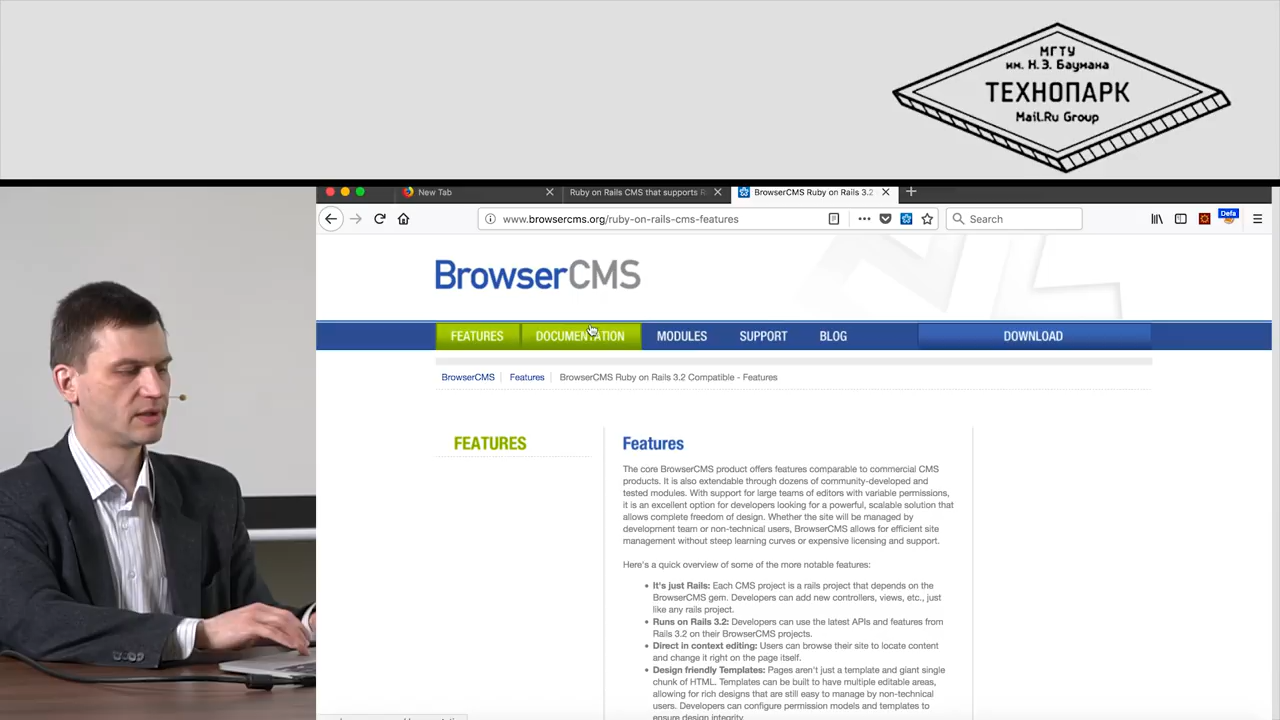 МГТУ
им. Н.Э. Баумана
ТЕХНОПАРК
Mail.Ru Group
New Tab
Ruby on Rails CMS that supports R
BrowserCMS Ruby on Rails 3.2
www.browsercms.org/ruby-on-rails-cms-features
Search
Defa
BrowserCMS
FEATURES DOCUMENTATION MODULES SUPPORT BLOG DOWNLOAD
BrowserCMS Features BrowserCMS Ruby on Rails 3.2 Compatible - Features
FEATURES
Features
The core BrowserCMS product offers features comparable to commercial CMS
products. It is also extendable through dozens of community-developed and
tested modules. With support for large teams of editors with variable permissions,
it is an excellent option for developers looking for a powerful, scalable solution that
allows complete freedom of design. Whether the site will be managed by
development team or non-technical users, BrowserCMS allows for efficient site
management without steep learning curves or expensive licensing and support.
Here's a quick overview of some of the more notable features:
• It's just Rails: Each CMS project is a rails project that depends on the
BrowserCMS gem. Developers can add new controllers, views, etc., just
like any rails project.
• Runs on Rails 3.2: Developers can use the latest APIs and features from
Rails 3.2 on their BrowserCMS projects.
• Direct in context editing: Users can browse their site to locate content
and change it right on the page itself.
• Design friendly Templates: Pages aren't just a template and giant single
chunk of HTML. Templates can be built to have multiple editable areas,
allowing for rich designs that are still easy to manage by non-technical
users. Developers can configure permission models and templates to
ensure design integrity